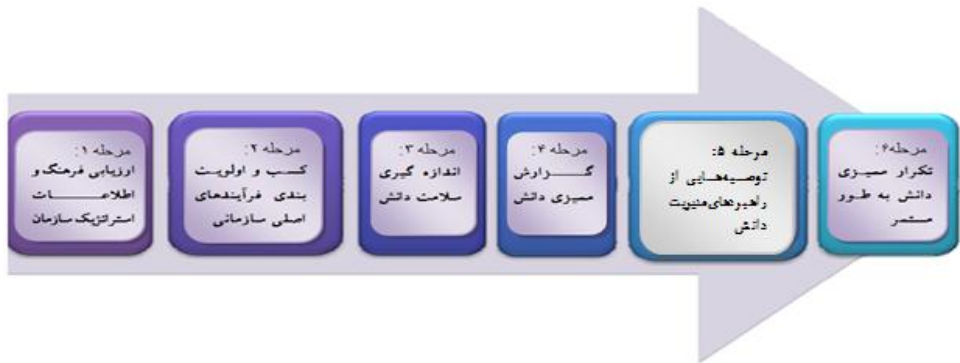 مرحله ۱:
ارزیابی فرهنگ و
اطلاعات
استراتژیک سازمان
مرحله ۲:
کسب و اولویت
بندی فرآیندهای
اصلی سازمانی
مرحله ۳:
اندازه گیری
سلامت دانش
مرحله ۴:
گزارش
ممیزی دانش
مرحله ۵:
توصیه‌هایی از
راهبردهای مدیریت
دانش
مرحله ۶:
تکرار ممیزی
دانش به طور
مستمر